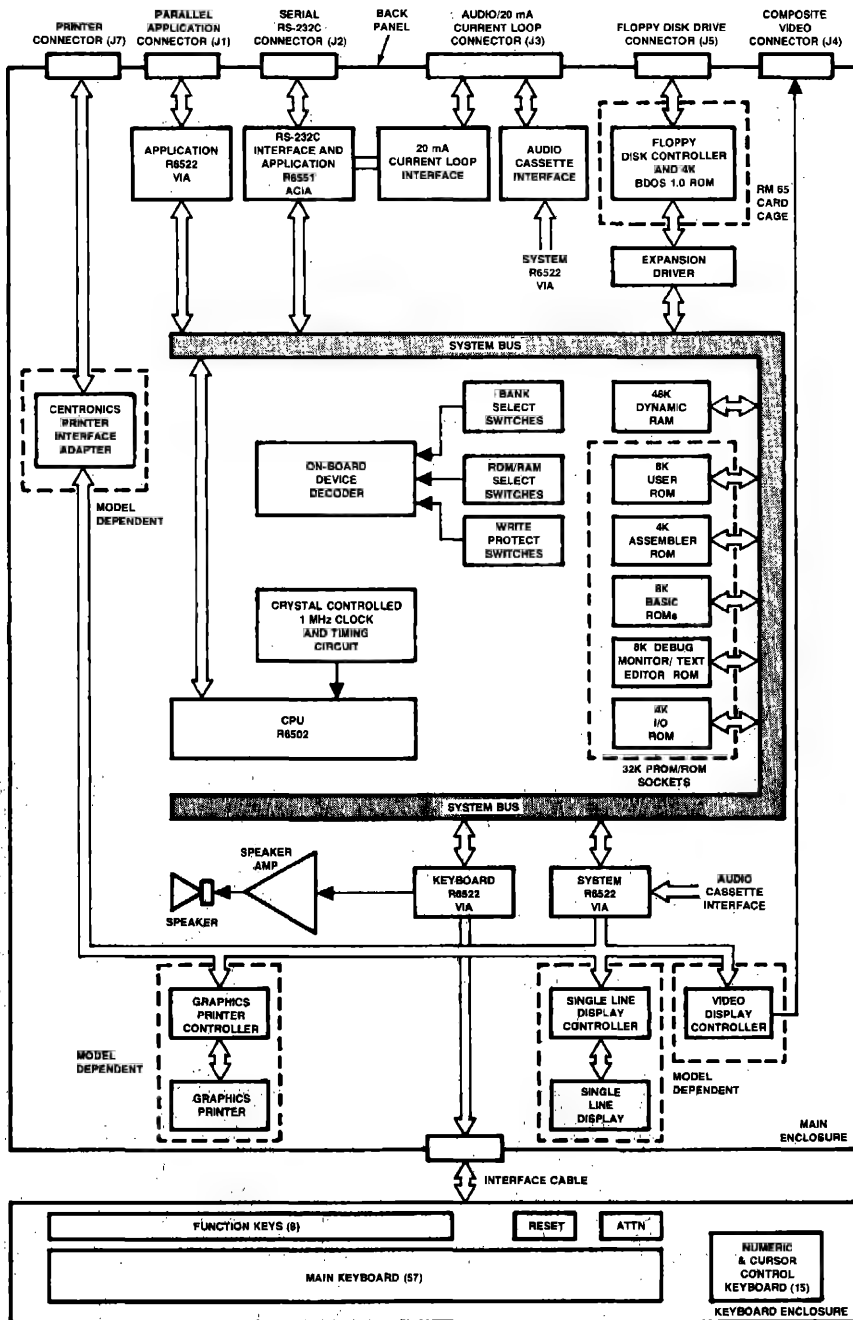 PRINTER
CONNECTOR (J7)
PARALLEL
APPLICATION
CONNECTOR (J1)
SERIAL
RS-232C
CONNECTOR (J2)
BACK
PANEL
AUDIO/20 mA
CURRENT LOOP
CONNECTOR (J3)
FLOPPY DISK DRIVE
CONNECTOR (J5)
COMPOSITE
VIDEO
CONNECTOR (J4)
APPLICATION
R6522
VIA
RS-232C
INTERFACE AND
APPLICATION
R6551
ACIA
20 mA
CURRENT LOOP
INTERFACE
AUDIO
CASSETTE
INTERFACE
FLOPPY
DISK CONTROLLER
AND 4K
BDOS 1.0 ROM
RM 65
CARD
CAGE
SYSTEM
R6522
VIA
EXPANSION
DRIVER
SYSTEM BUS
CENTRONICS
PRINTER
INTERFACE
ADAPTER
MODEL
DEPENDENT
BANK
SELECT
SWITCHES
ON-BOARD
DEVICE
DECODER
ROM/RAM
SELECT
SWITCHES
WRITE
PROTECT
SWITCHES
48K
DYNAMIC
RAM
8K
USER
ROM
4K
ASSEMBLER
ROM
8K
BASIC
ROMs
8K DEBUG
MONITOR/ TEXT
EDITOR ROM
4K
I/O
ROM
32K PROM/ROM
SOCKETS
CRYSTAL CONTROLLED
1 MHz CLOCK
AND TIMING
CIRCUIT
CPU
R6502
SYSTEM BUS
SPEAKER
AMP
SPEAKER
KEYBOARD
R6522
VIA
SYSTEM
R6522
VIA
AUDIO
CASSETTE
INTERFACE
GRAPHICS
PRINTER
CONTROLLER
GRAPHICS
PRINTER
MODEL
DEPENDENT
SINGLE LINE
DISPLAY
CONTROLLER
SINGLE
LINE
DISPLAY
VIDEO
DISPLAY
CONTROLLER
MODEL
DEPENDENT
MAIN
ENCLOSURE
INTERFACE CABLE
FUNCTION KEYS (9)
RESET
ATTN
MAIN KEYBOARD (57)
NUMERIC
& CURSOR
CONTROL
KEYBOARD (15)
KEYBOARD ENCLOSURE